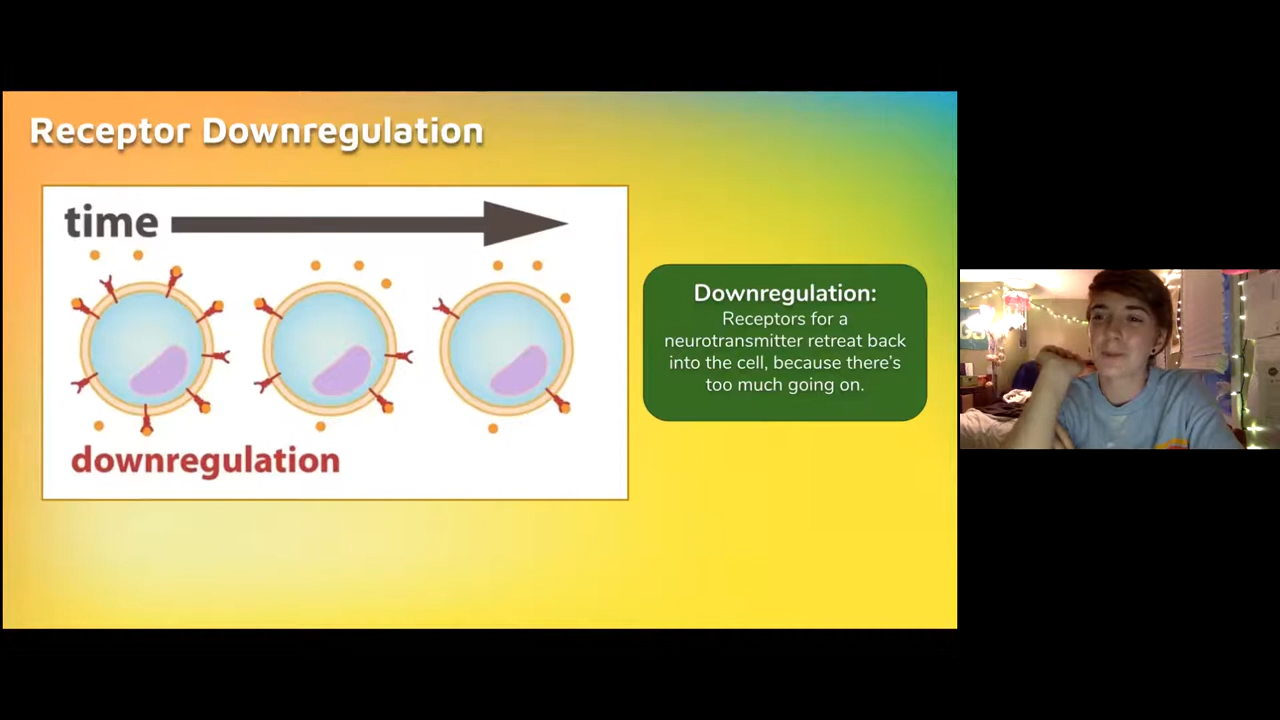 Receptor Downregulation
time
downregulation
Downregulation:
Receptors for a
neurotransmitter retreat back
into the cell, because there's
too much going on.